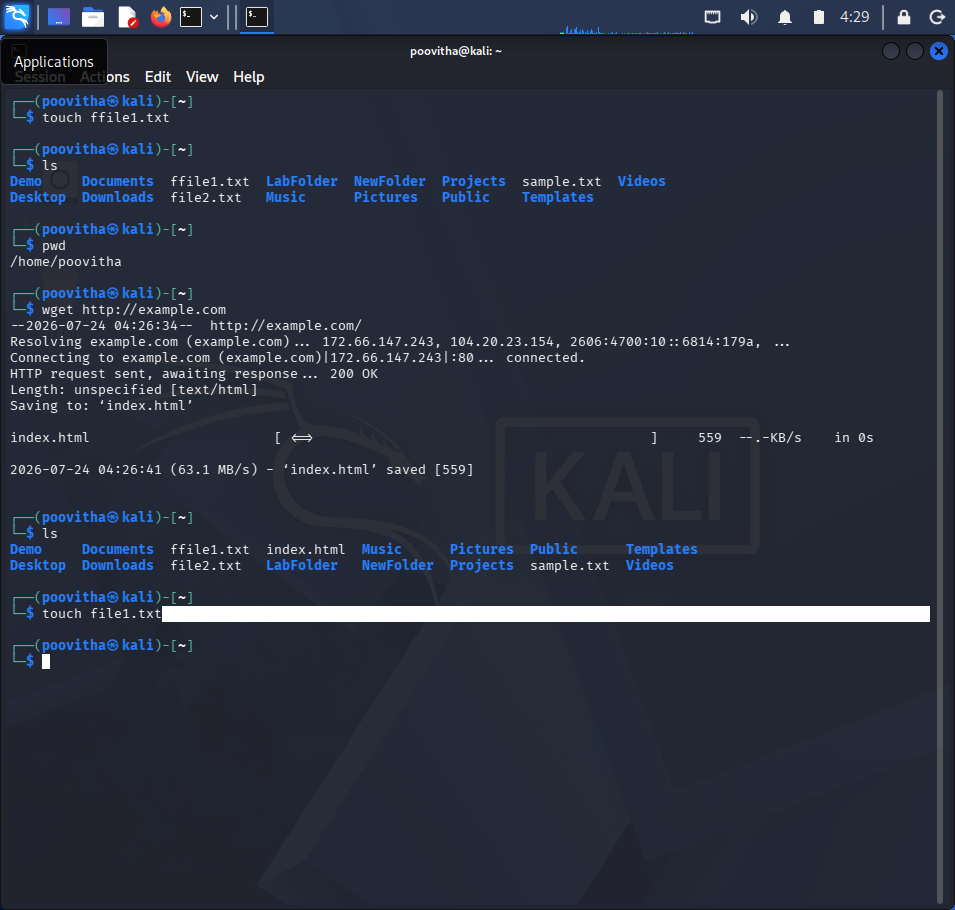 4:29
Applications
poovitha@kali: ~
Session Actions Edit View Help
┌──(poovitha㉿kali)-[~]
└─$ touch ffile1.txt
┌──(poovitha㉿kali)-[~]
└─$ ls
Demo Documents ffile1.txt LabFolder NewFolder Projects sample.txt Videos
Desktop Downloads file2.txt Music Pictures Public Templates
┌──(poovitha㉿kali)-[~]
└─$ pwd
/home/poovitha
┌──(poovitha㉿kali)-[~]
└─$ wget http://example.com
--2026-07-24 04:26:34-- http://example.com/
Resolving example.com (example.com)... 172.66.147.243, 104.20.23.154, 2606:4700:10::6814:179a, ...
Connecting to example.com (example.com)|172.66.147.243|:80... connected.
HTTP request sent, awaiting response... 200 OK
Length: unspecified [text/html]
Saving to: ‘index.html’
index.html [ <=> ] 559 --.-KB/s in 0s
2026-07-24 04:26:41 (63.1 MB/s) - ‘index.html’ saved [559]
KALI
┌──(poovitha㉿kali)-[~]
└─$ ls
Demo Documents ffile1.txt index.html Music Pictures Public Templates
Desktop Downloads file2.txt LabFolder NewFolder Projects sample.txt Videos
┌──(poovitha㉿kali)-[~]
└─$ touch file1.txt
┌──(poovitha㉿kali)-[~]
└─$